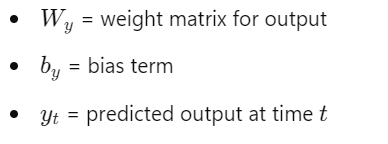 • W_y = weight matrix for output
• b_y = bias term
• y_t = predicted output at time t